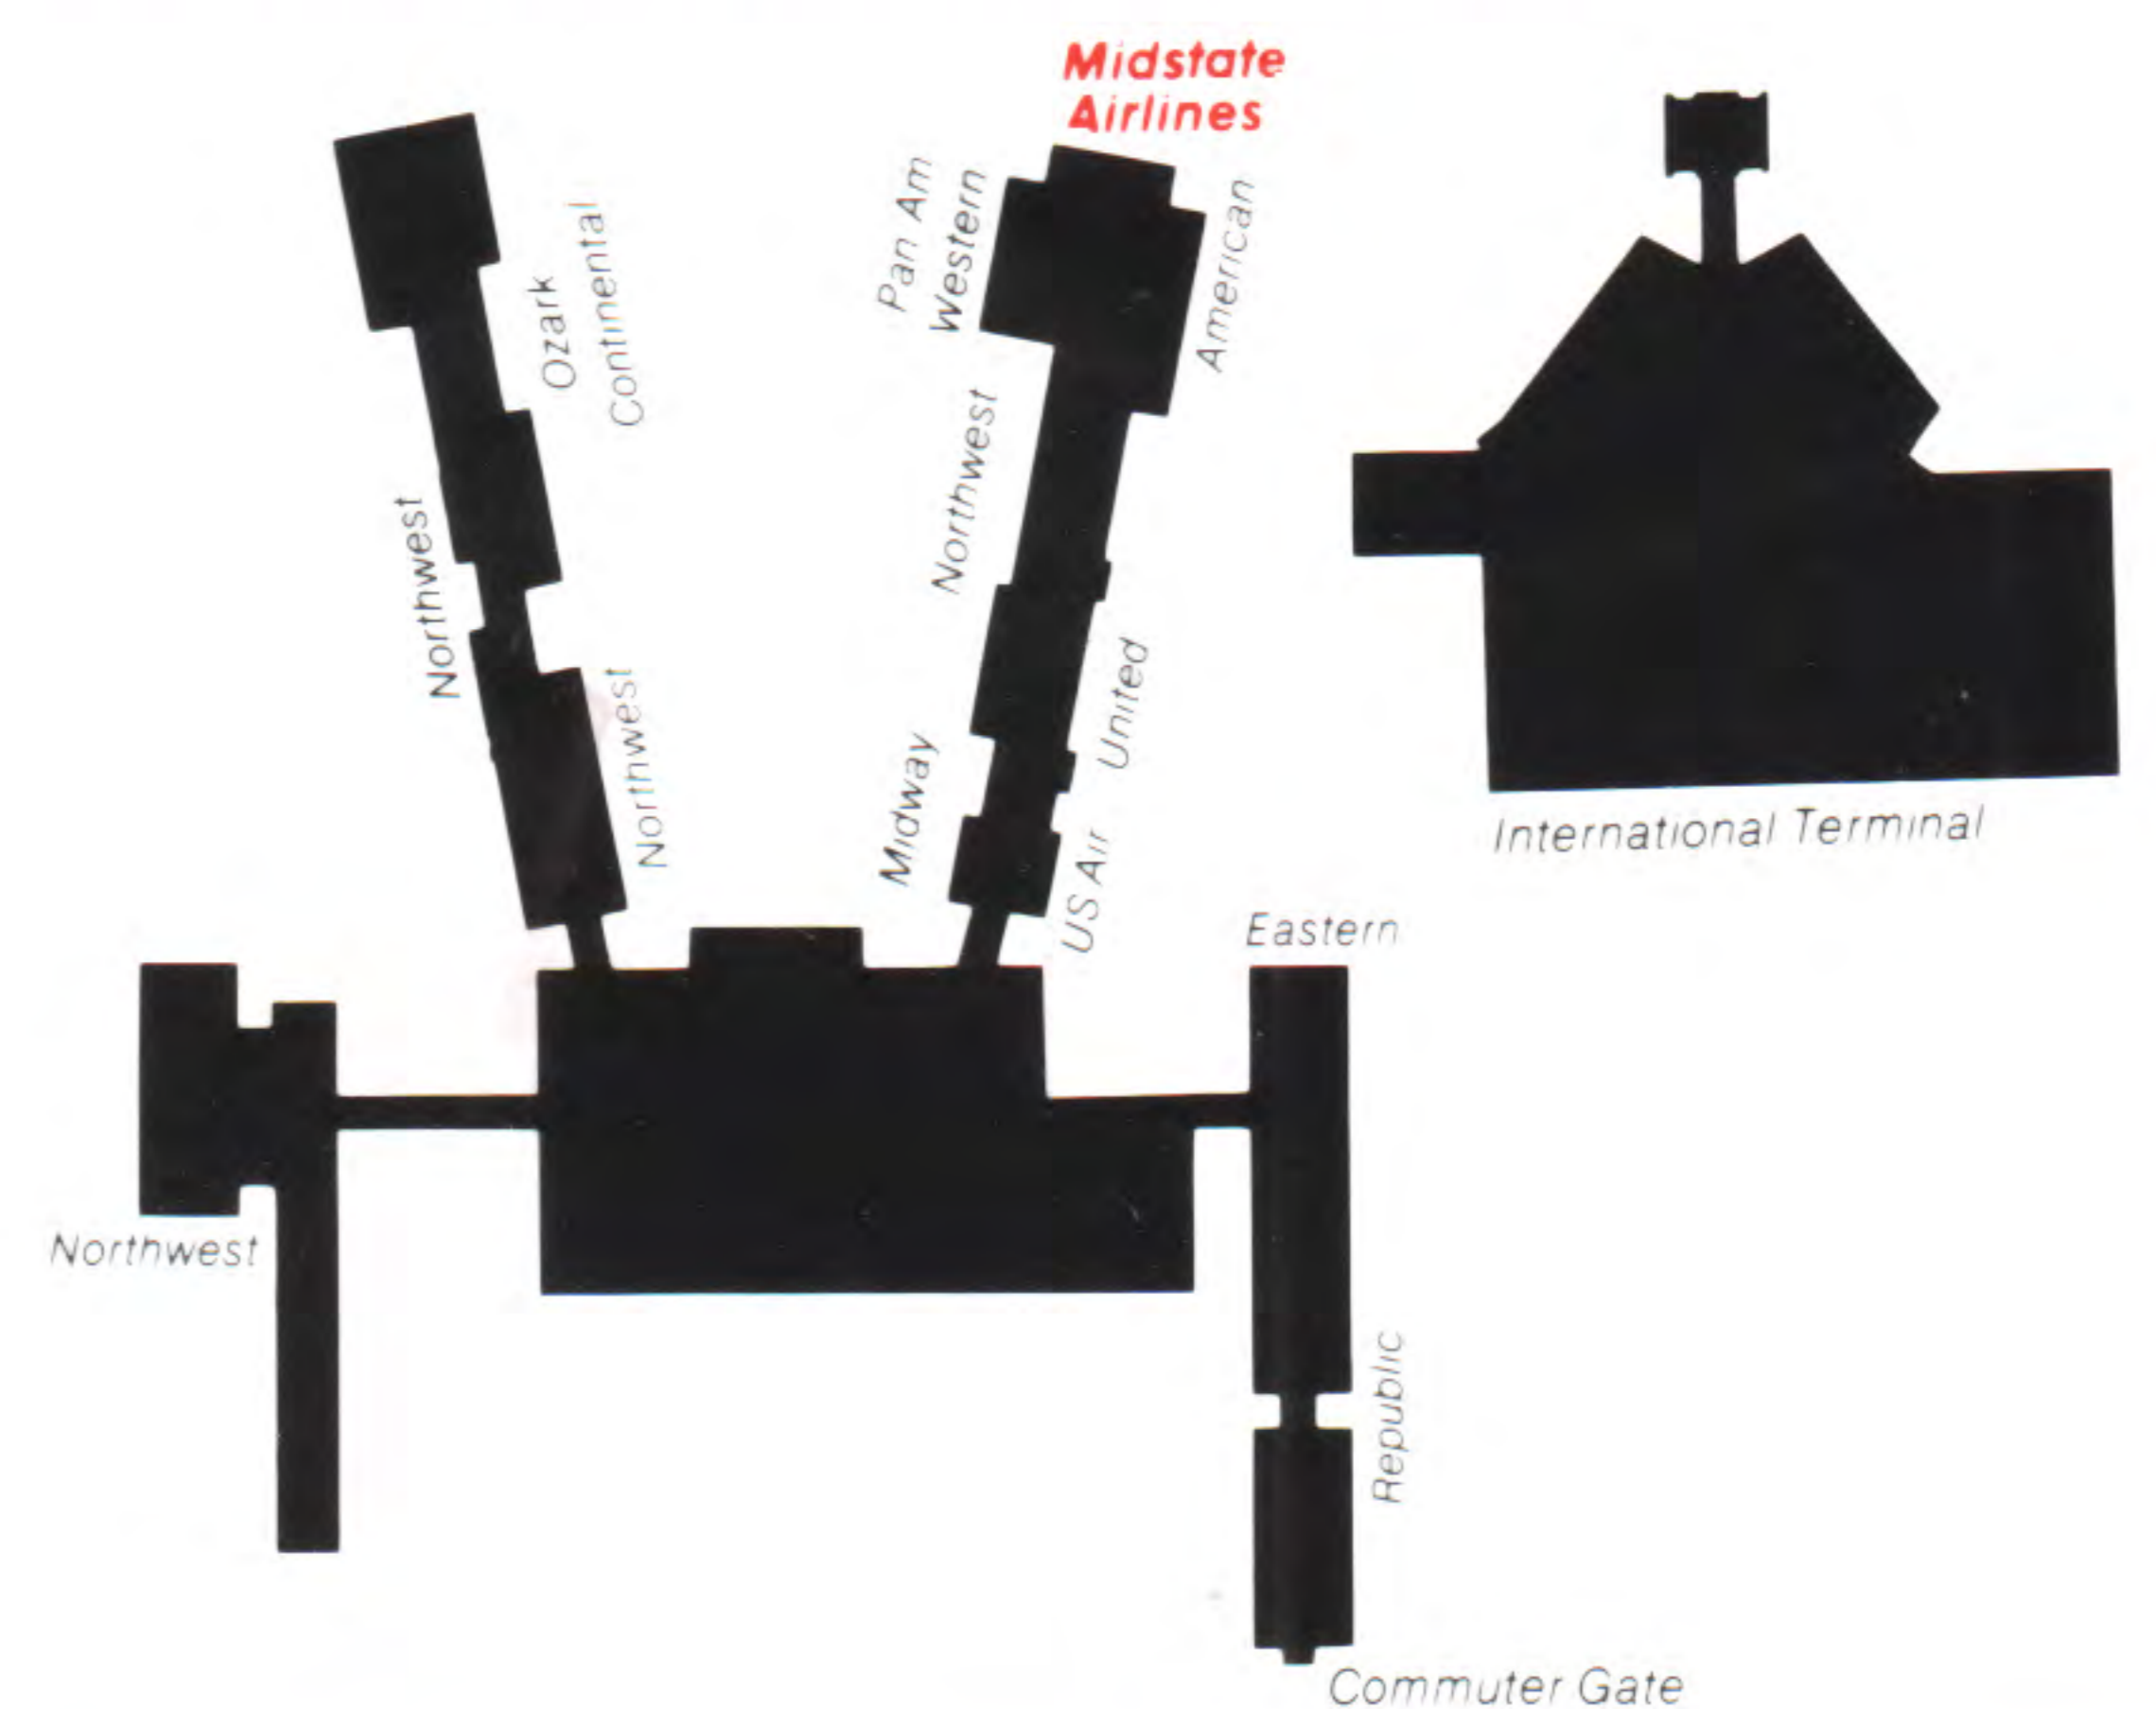 Midstate
Airlines
Pan Am
Western
American
Ozark
Continental
Northwest
Northwest
United
Northwest
Midway
US Air
International Terminal
Eastern
Northwest
Republic
Commuter Gate